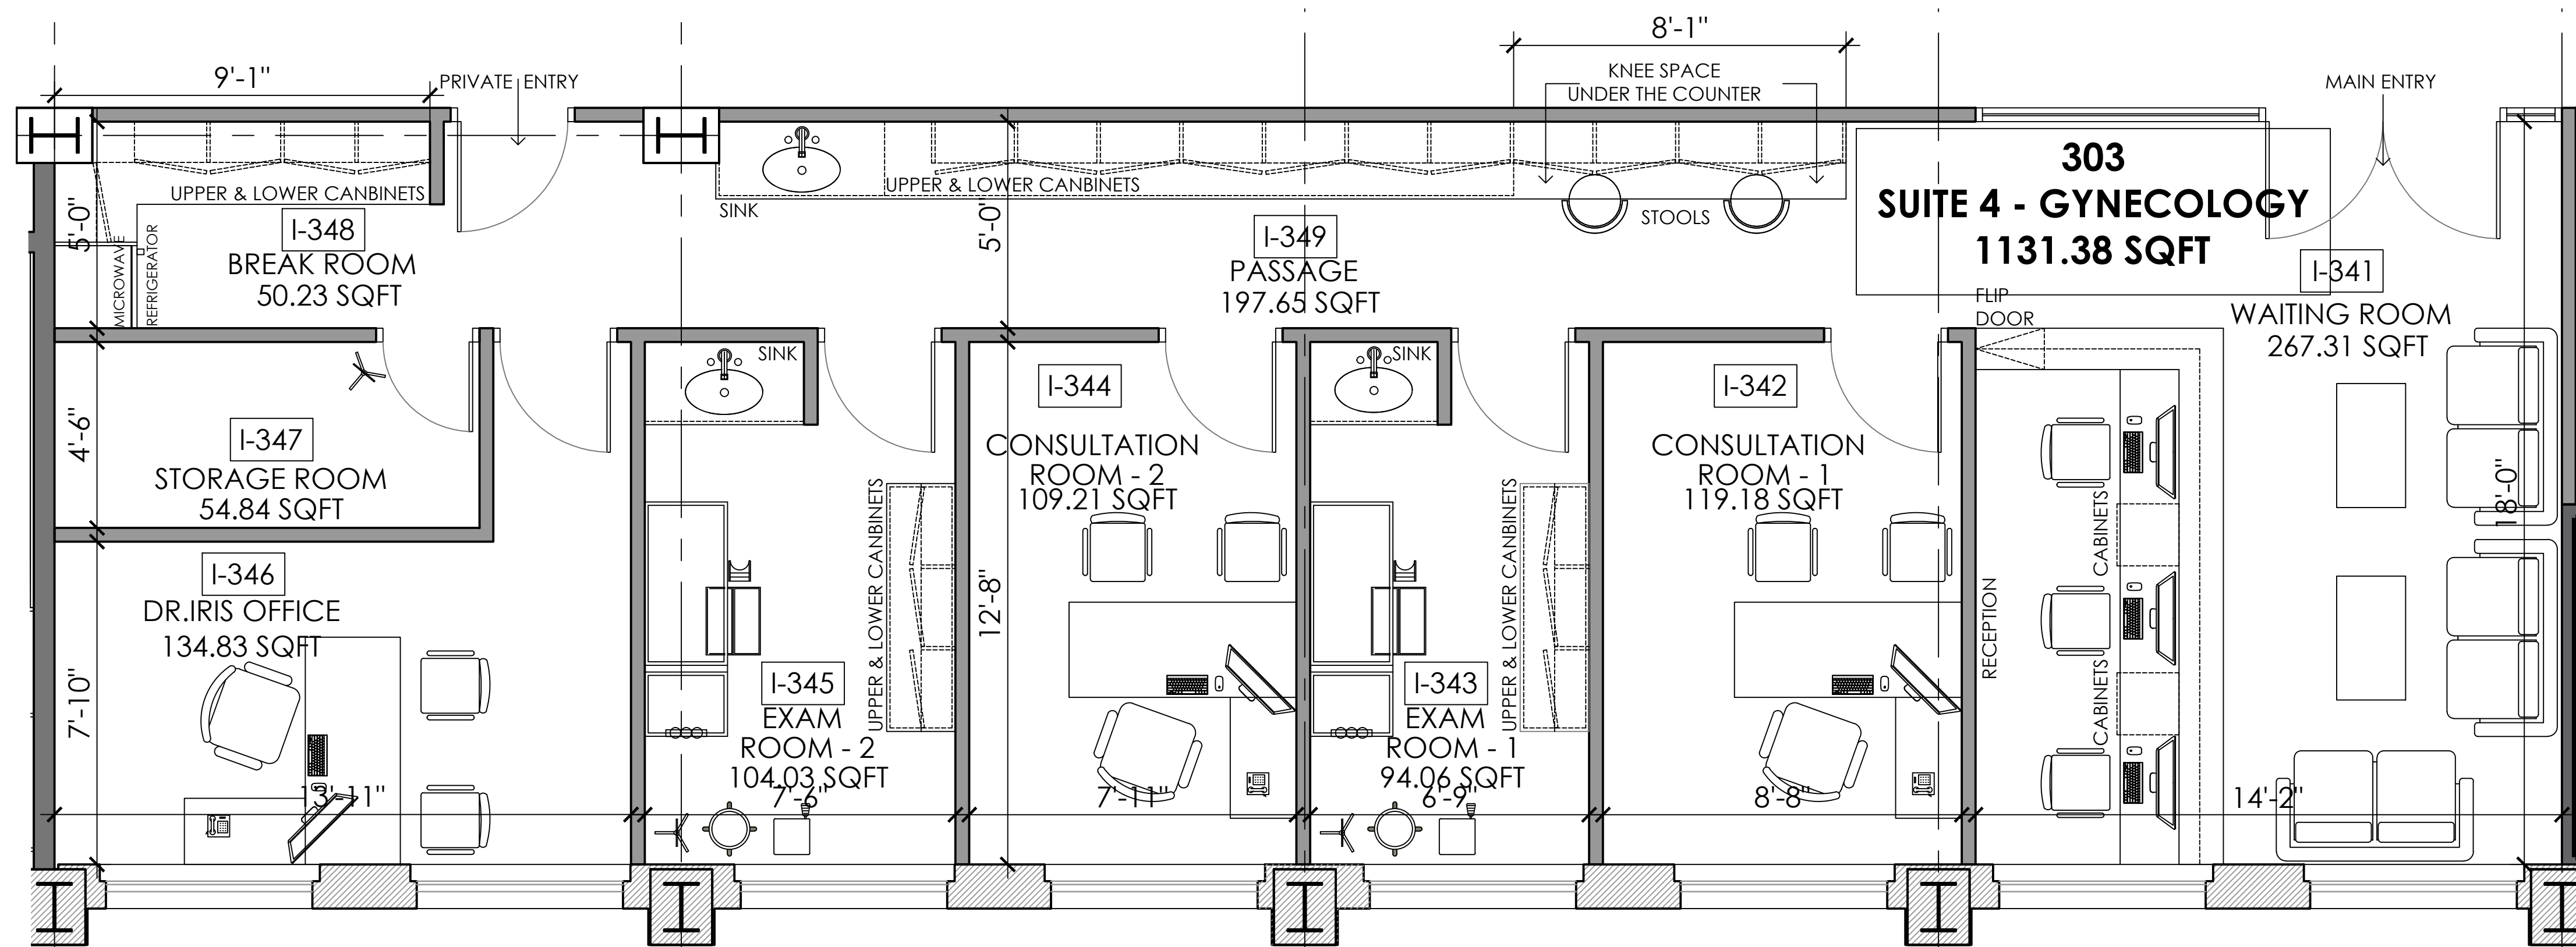 8'-1"
9'-1"
PRIVATE ENTRY
KNEE SPACE
UNDER THE COUNTER
MAIN ENTRY
303
SUITE 4 - GYNECOLOGY
1131.38 SQFT
UPPER & LOWER CANBINETS
UPPER & LOWER CANBINETS
SINK
STOOLS
5'-0"
5'-0"
I-348
BREAK ROOM
50.23 SQFT
MICROWAVE
REFRIGERATOR
I-349
PASSAGE
197.65 SQFT
I-341
WAITING ROOM
267.31 SQFT
FLIP
DOOR
SINK
SINK
I-344
CONSULTATION
ROOM - 2
109.21 SQFT
I-342
CONSULTATION
ROOM - 1
119.18 SQFT
4'-6"
I-347
STORAGE ROOM
54.84 SQFT
UPPER & LOWER CANBINETS
UPPER & LOWER CANBINETS
CABINETS
CABINETS
RECEPTION
18'-0"
12'-8"
I-346
DR.IRIS OFFICE
134.83 SQFT
7'-10"
I-345
EXAM
ROOM - 2
104.03 SQFT
I-343
EXAM
ROOM - 1
94.06 SQFT
13'-11"
7'-6"
7'-11"
6'-9"
8'-8"
14'-2"